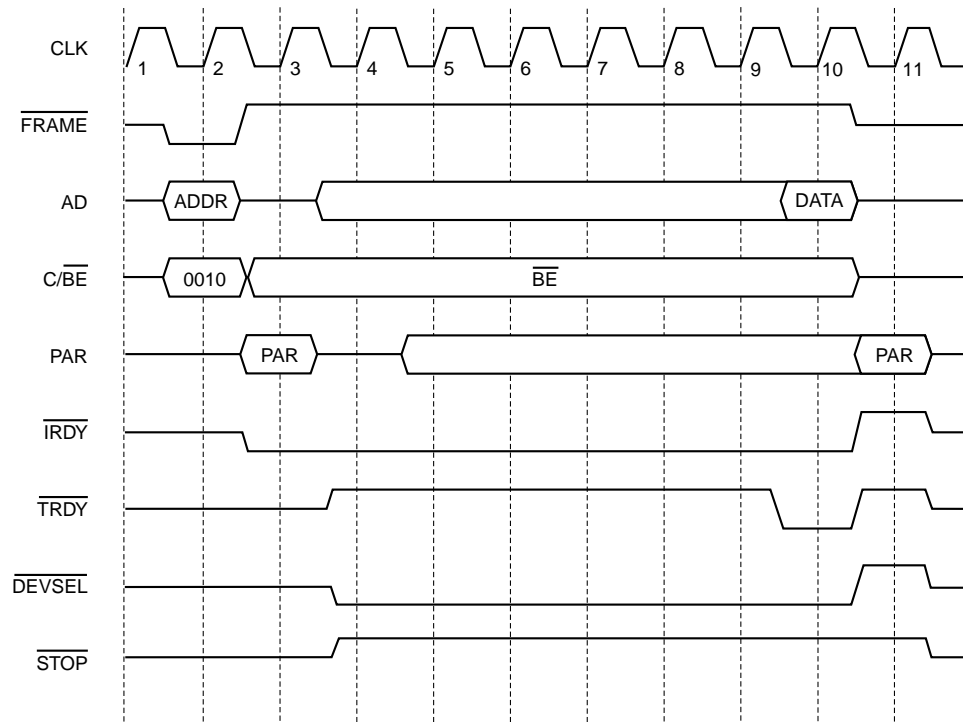 CLK
1 2 3 4 5 6 7 8 9 10 11
FRAME
AD ADDR DATA
C/BE 0010 BE
PAR PAR PAR
IRDY
TRDY
DEVSEL
STOP